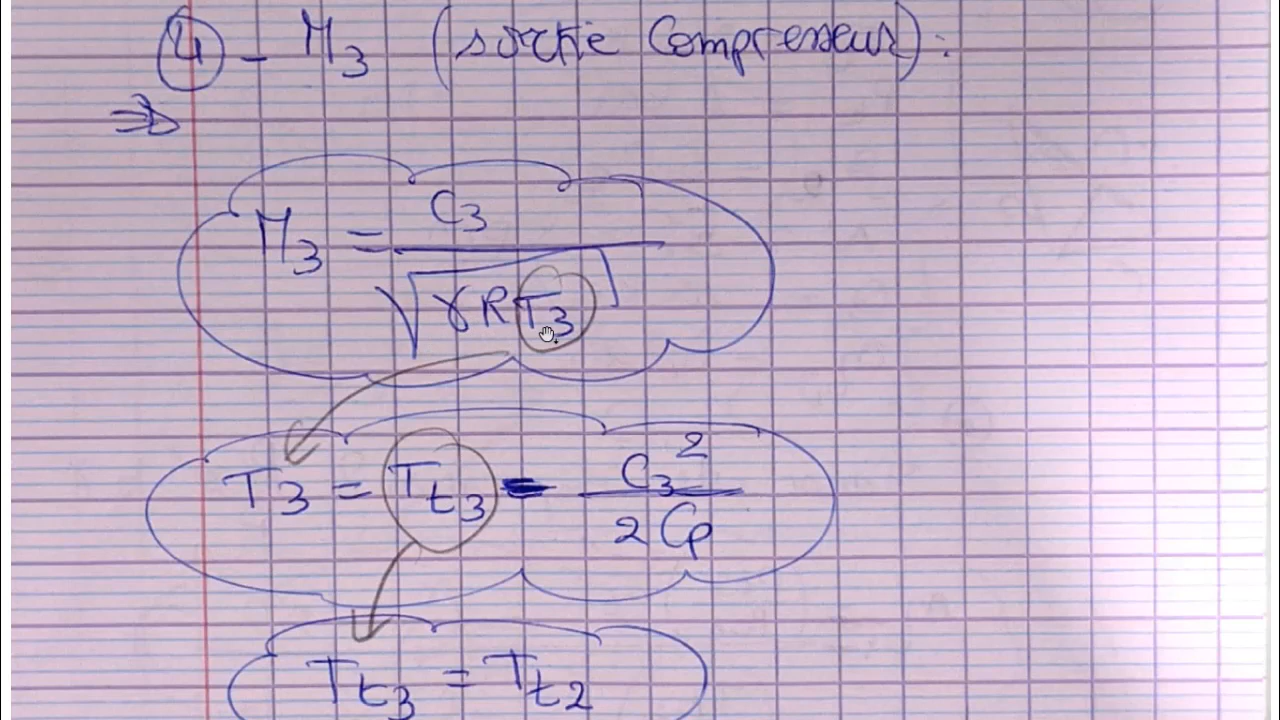 4 - M3 (sortie Compresseur) :
⇒
M3 = C3 / √(γRT3)
T3 = Tt3 - C3² / 2Cp
Tt3 = Tt2